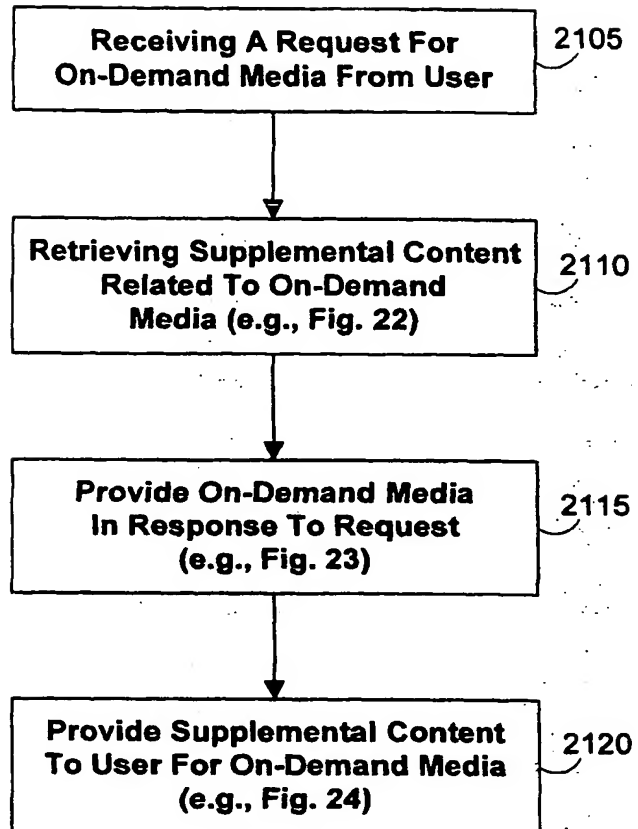 Receiving A Request For
On-Demand Media From User
2105
Retrieving Supplemental Content
Related To On-Demand
Media (e.g., Fig. 22)
2110
Provide On-Demand Media
In Response To Request
(e.g., Fig. 23)
2115
Provide Supplemental Content
To User For On-Demand Media
(e.g., Fig. 24)
2120